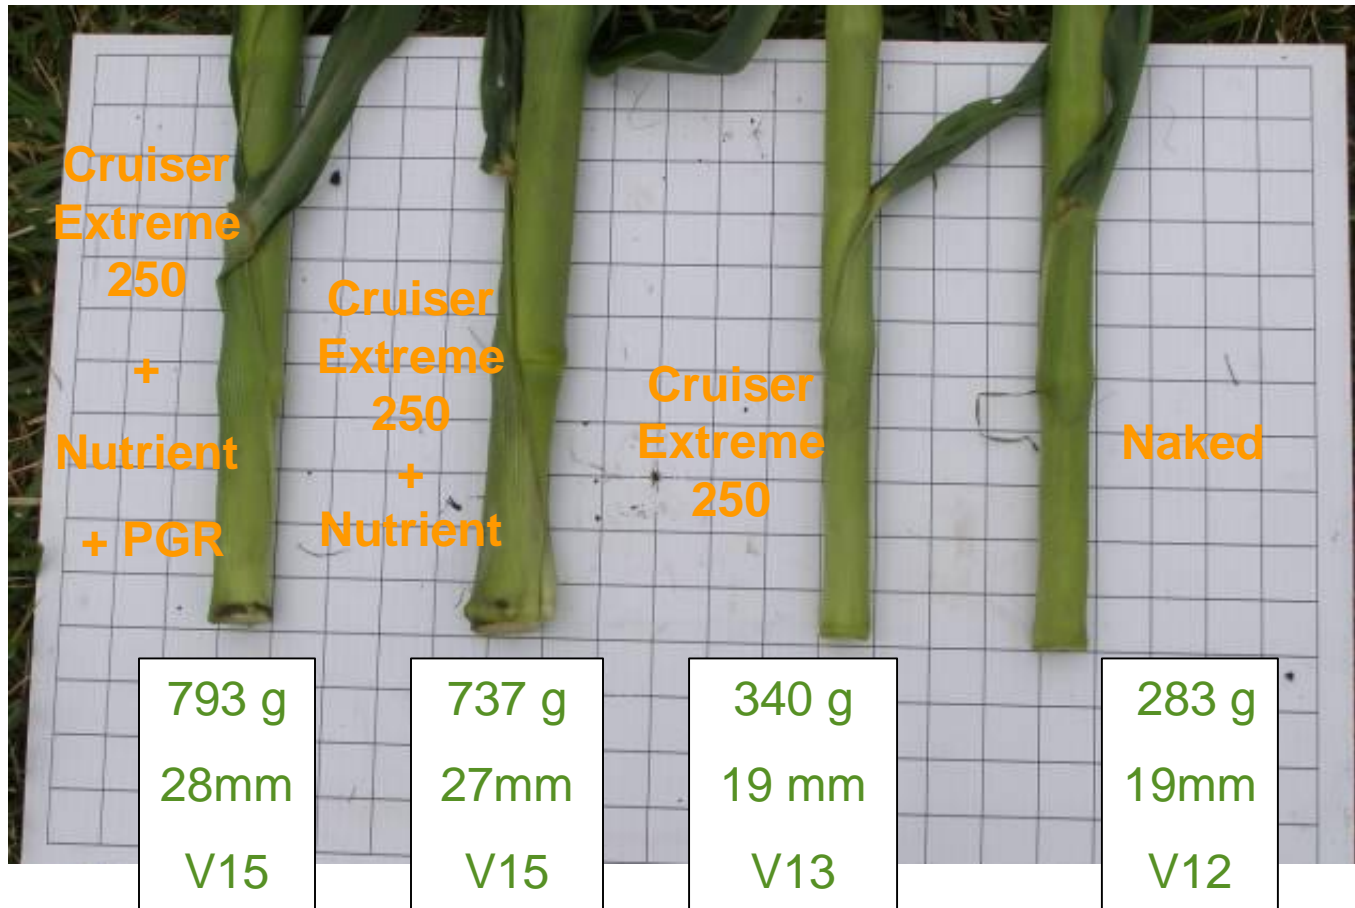 Cruiser
Extreme
250
+
Nutrient
+ PGR
Cruiser
Extreme
250
+
Nutrient
Cruiser
Extreme
250
Naked
793 g
28mm
V15
737 g
27mm
V15
340 g
19 mm
V13
283 g
19mm
V12